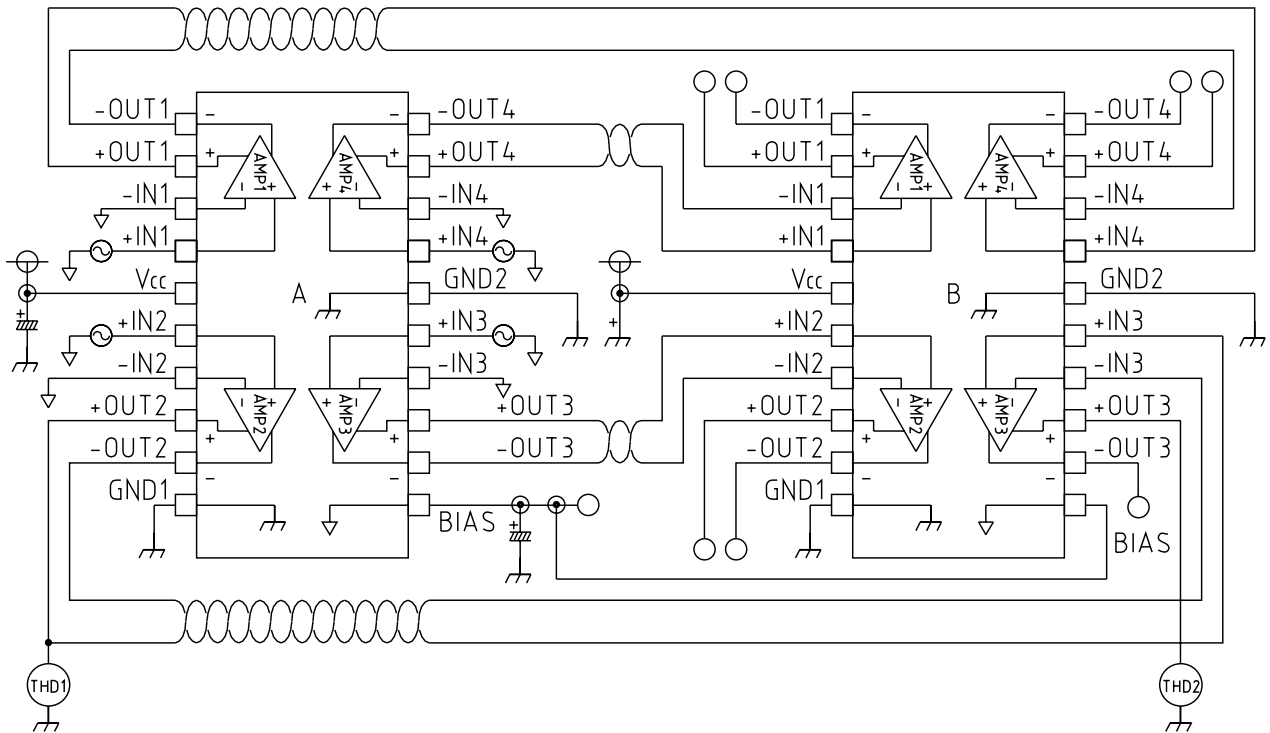 -OUT1
+OUT1
-IN1
+IN1
Vcc
+IN2
-IN2
+OUT2
-OUT2
GND1
-
+
+
-
+
-
AMP1
- +
AMP4
+ -
A
AMP2
- +
AMP3
+ -
+
-
+
-
-OUT4
+OUT4
-IN4
+IN4
GND2
+IN3
-IN3
+OUT3
-OUT3
BIAS
+
+
-OUT1
+OUT1
-IN1
+IN1
Vcc
+IN2
-IN2
+OUT2
-OUT2
GND1
-
+
-
+
AMP1
- +
AMP4
+ -
B
AMP2
- +
AMP3
+ -
+
-
+
-
-OUT4
+OUT4
-IN4
+IN4
GND2
+IN3
-IN3
+OUT3
-OUT3
BIAS
THD1
THD2